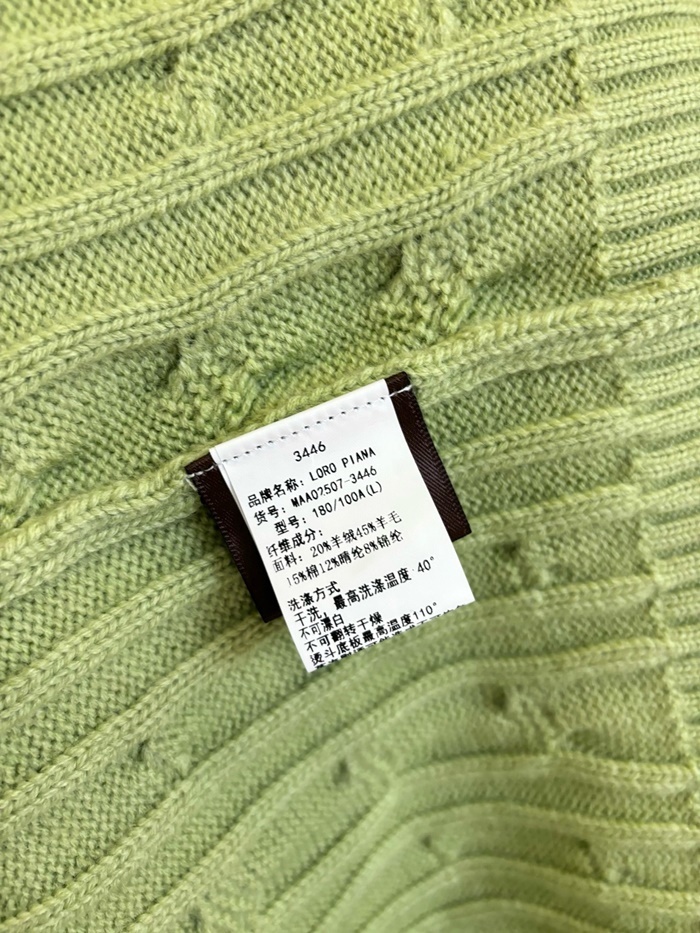 3446
品牌名称: LORO PIANA
货号: MAA02507-3446
型号: 180/100A(L)
纤维成分:
面料: 20%羊绒45%羊毛
15%棉12%晴纶8%锦纶
洗涤方式
干洗, 最高洗涤温度 40°
不可漂白
不可翻转干燥
烫斗底板最高温度110°